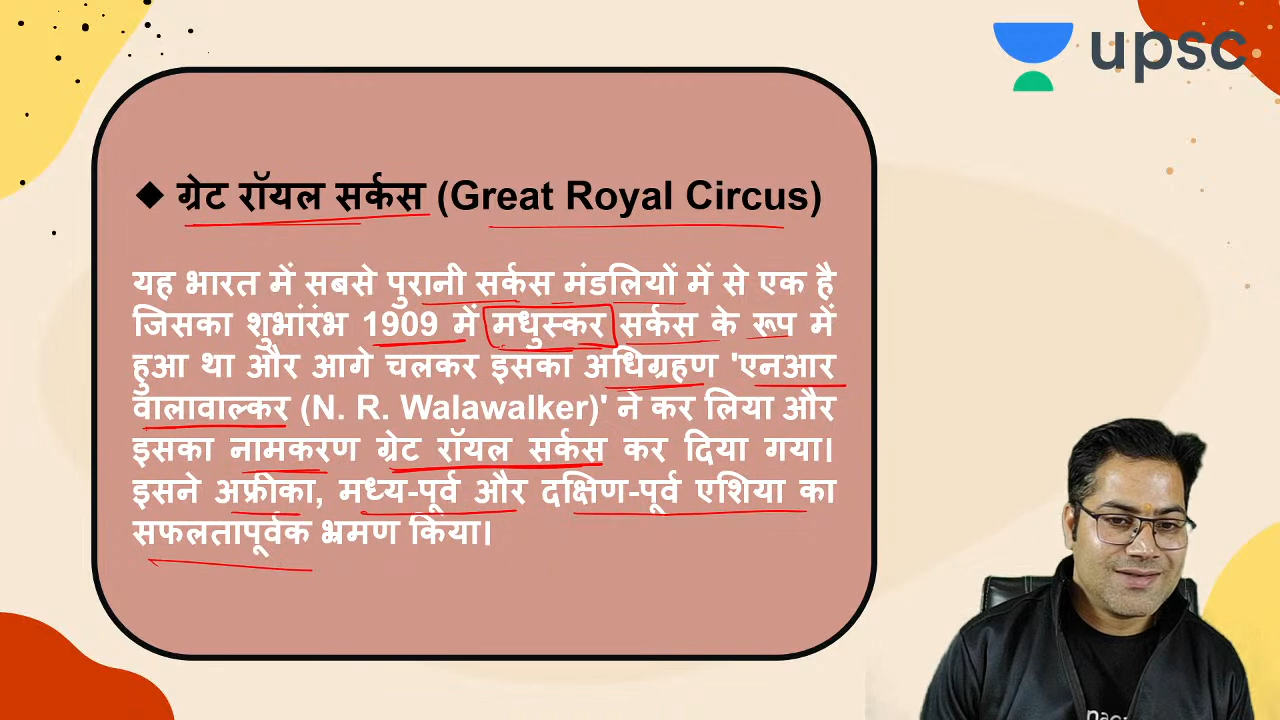 upsc
◆ ग्रेट रॉयल सर्कस (Great Royal Circus)
यह भारत में सबसे पुरानी सर्कस मंडलियों में से एक है
जिसका शुभांरंभ 1909 में मधुस्कर सर्कस के रूप में
हुआ था और आगे चलकर इसका अधिग्रहण 'एनआर
वालावाल्कर (N. R. Walawalker)' ने कर लिया और
इसका नामकरण ग्रेट रॉयल सर्कस कर दिया गया।
इसने अफ्रीका, मध्य-पूर्व और दक्षिण-पूर्व एशिया का
सफलतापूर्वक भ्रमण किया।